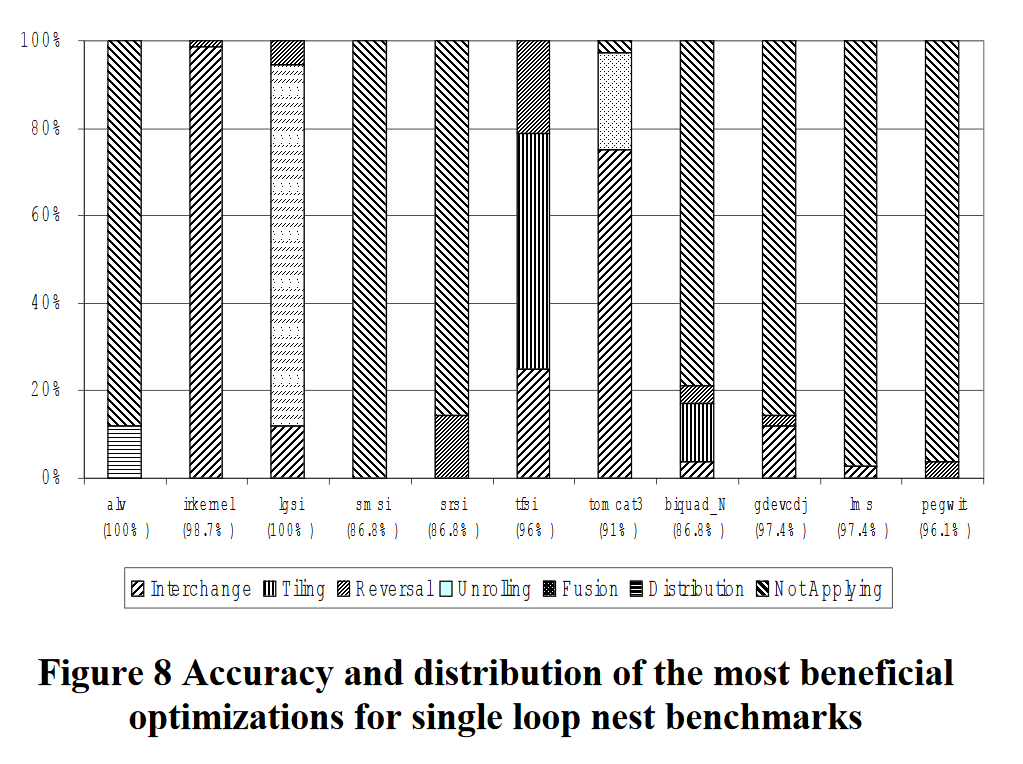 100%
80%
60%
40%
20%
0%
alv irkernel lgsi smsi srsi tfsi tomcat3 biquad_N gdevcdj lms pegwit
(100%) (98.7%) (100%) (86.8%) (86.8%) (96%) (91%) (86.8%) (97.4%) (97.4%) (96.1%)
Interchange Tiling Reversal Unrolling Fusion Distribution Not Applying
Figure 8 Accuracy and distribution of the most beneficial
optimizations for single loop nest benchmarks